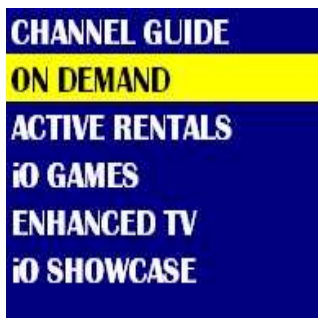 CHANNEL GUIDE
ON DEMAND
ACTIVE RENTALS
iO GAMES
ENHANCED TV
iO SHOWCASE